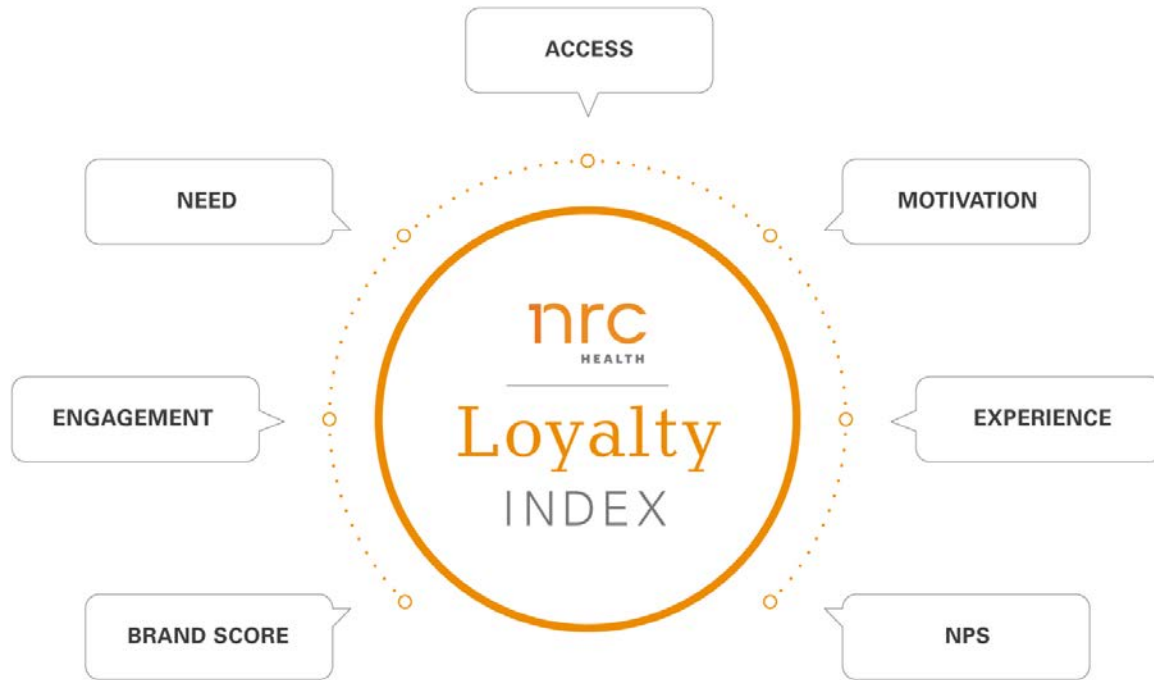 ACCESS
NEED
MOTIVATION
nrc
HEALTH
ENGAGEMENT
Loyalty
EXPERIENCE
INDEX
BRAND SCORE
NPS